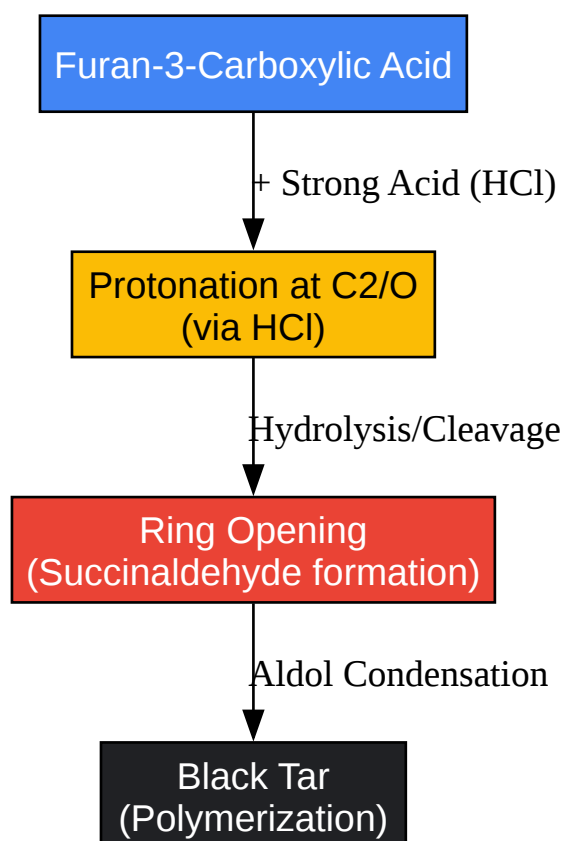 Furan-3-Carboxylic Acid
+ Strong Acid (HCl)
Protonation at C2/O
(via HCl)
Hydrolysis/Cleavage
Ring Opening
(Succinaldehyde formation)
Aldol Condensation
Black Tar
(Polymerization)